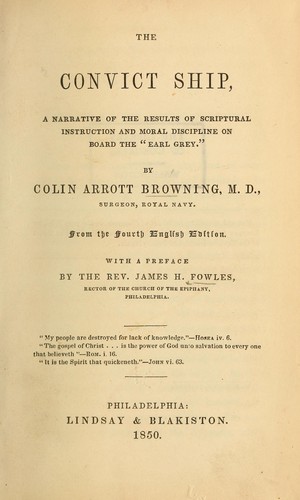 THE
CONVICT SHIP,
A NARRATIVE OF THE RESULTS OF SCRIPTURAL
INSTRUCTION AND MORAL DISCIPLINE ON
BOARD THE “EARL GREY.”
BY
COLIN ARROTT BROWNING, M. D.,
SURGEON, ROYAL NAVY.
From the Fourth English Edition.
WITH A PREFACE
BY THE REV. JAMES H. FOWLES,
RECTOR OF THE CHURCH OF THE EPIPHANY,
PHILADELPHIA.
“My people are destroyed for lack of knowledge.”—HOSEA iv. 6.
“The gospel of Christ . . . is the power of God unto salvation to every one
that believeth”—ROM. i. 16.
“It is the Spirit that quickeneth.”—JOHN vi. 63.
PHILADELPHIA:
LINDSAY & BLAKISTON.
1850.